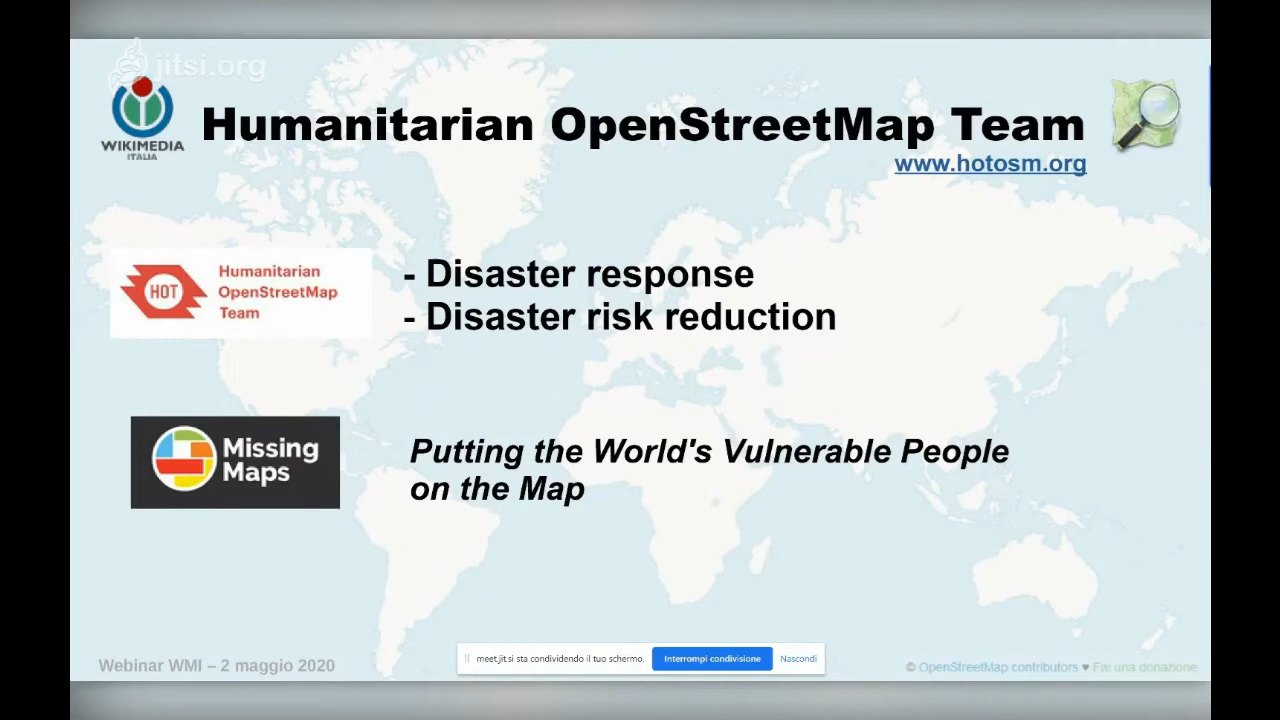 jitsi.org
WIKIMEDIA
ITALIA
Humanitarian OpenStreetMap Team
www.hotosm.org
HOT
Humanitarian
OpenStreetMap
Team
- Disaster response
- Disaster risk reduction
Missing
Maps
Putting the World's Vulnerable People
on the Map
Webinar WMI – 2 maggio 2020
meet.jit.si sta condividendo il tuo schermo.
Interrompi condivisione
Nascondi
© OpenStreetMap contributors ♥ Fai una donazione